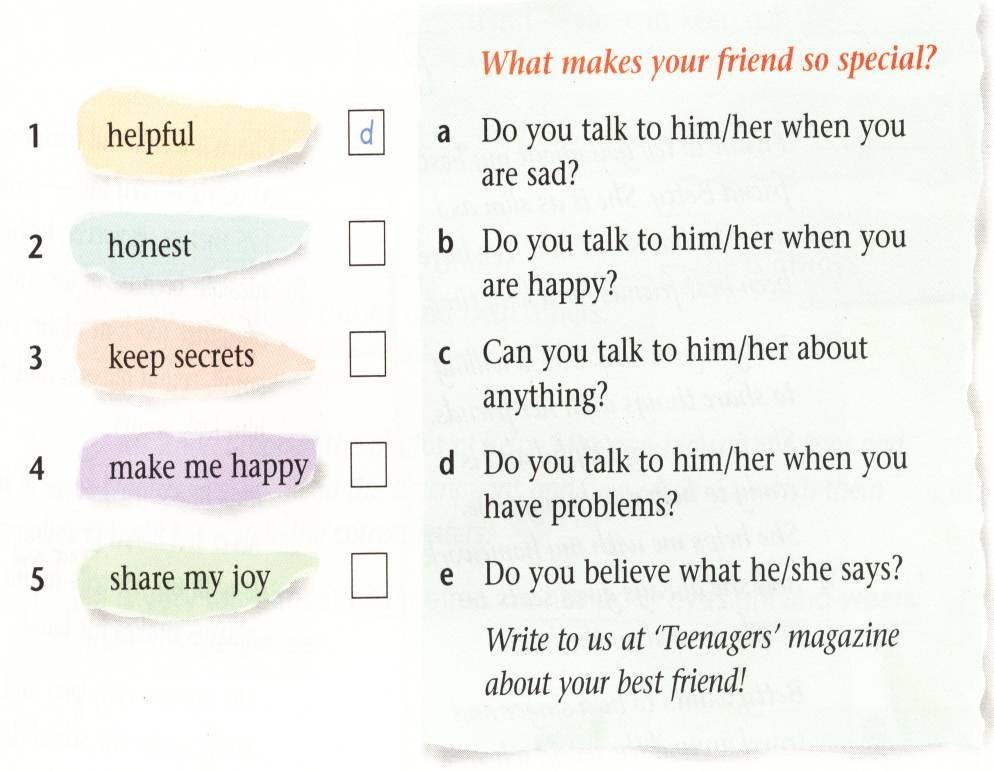 What makes your friend so special?
1 helpful d
2 honest
3 keep secrets
4 make me happy
5 share my joy
a Do you talk to him/her when you
are sad?
b Do you talk to him/her when you
are happy?
c Can you talk to him/her about
anything?
d Do you talk to him/her when you
have problems?
e Do you believe what he/she says?
Write to us at ‘Teenagers’ magazine
about your best friend!